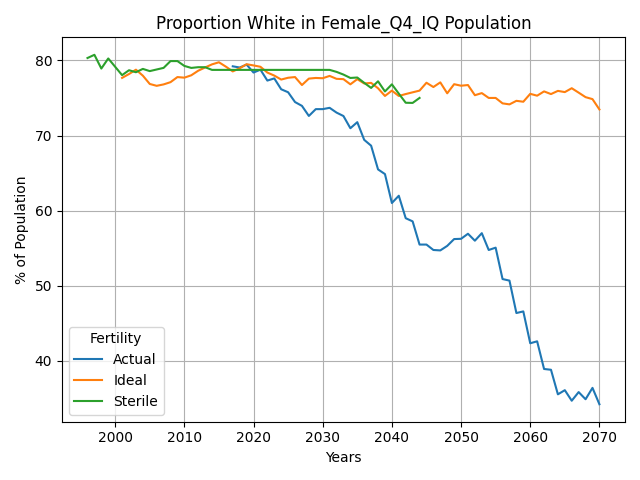 Proportion White in Female_Q4_IQ Population
% of Population
80
70
60
50
40
Fertility
Actual
Ideal
Sterile
2000 2010 2020 2030 2040 2050 2060 2070
Years